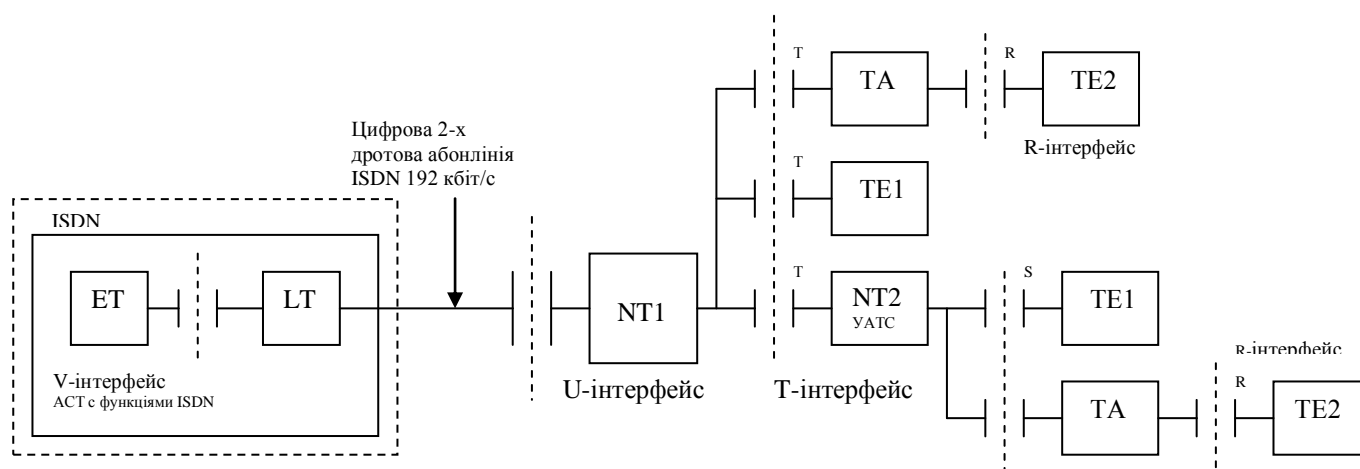 T
TA
R
TE2
R-інтерфейс
Цифрова 2-х
дротова абонлінія
ISDN 192 кбіт/с
T
TE1
ISDN
ET
LT
NT1
T
NT2
УАТС
S
TE1
V-інтерфейс
АСТ с функціями ISDN
U-інтерфейс
T-інтерфейс
R-інтерфейс
TA
R
TE2